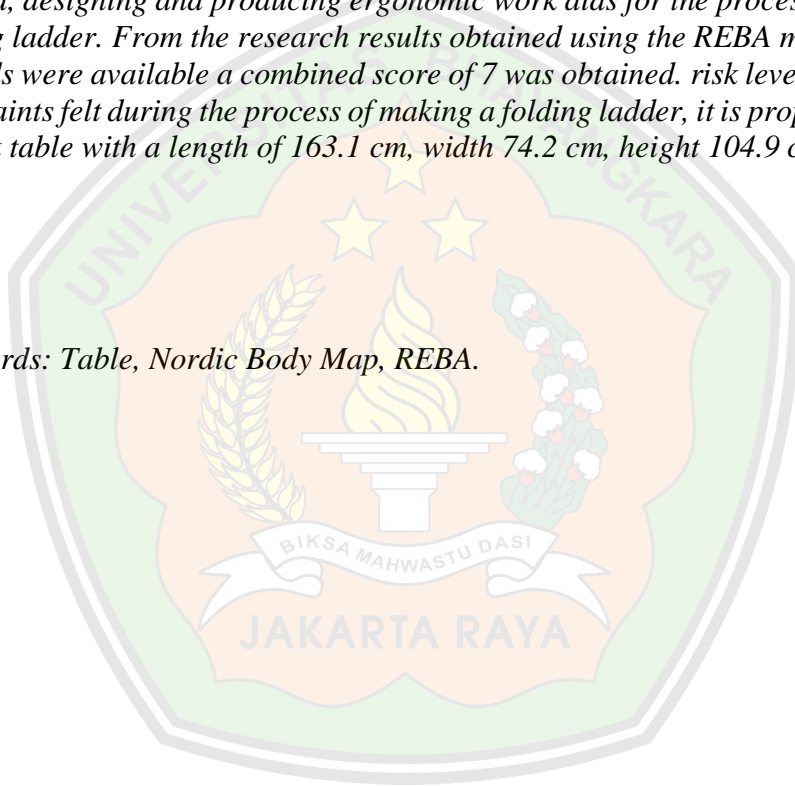 , designing and producing ergonomic work aids for the proces
g ladder. From the research results obtained using the REBA m
ls were available a combined score of 7 was obtained. risk leve
aints felt during the process of making a folding ladder, it is prop
table with a length of 163.1 cm, width 74.2 cm, height 104.9 c
UNIVERSITAS BHAYANGKARA
rds: Table, Nordic Body Map, REBA.
BIKSA MAHWASTU DASI
JAKARTA RAYA